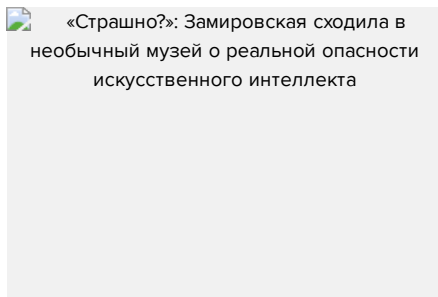 «Страшно?»: Замировская сходила в
необычный музей о реальной опасности
искусственного интеллекта